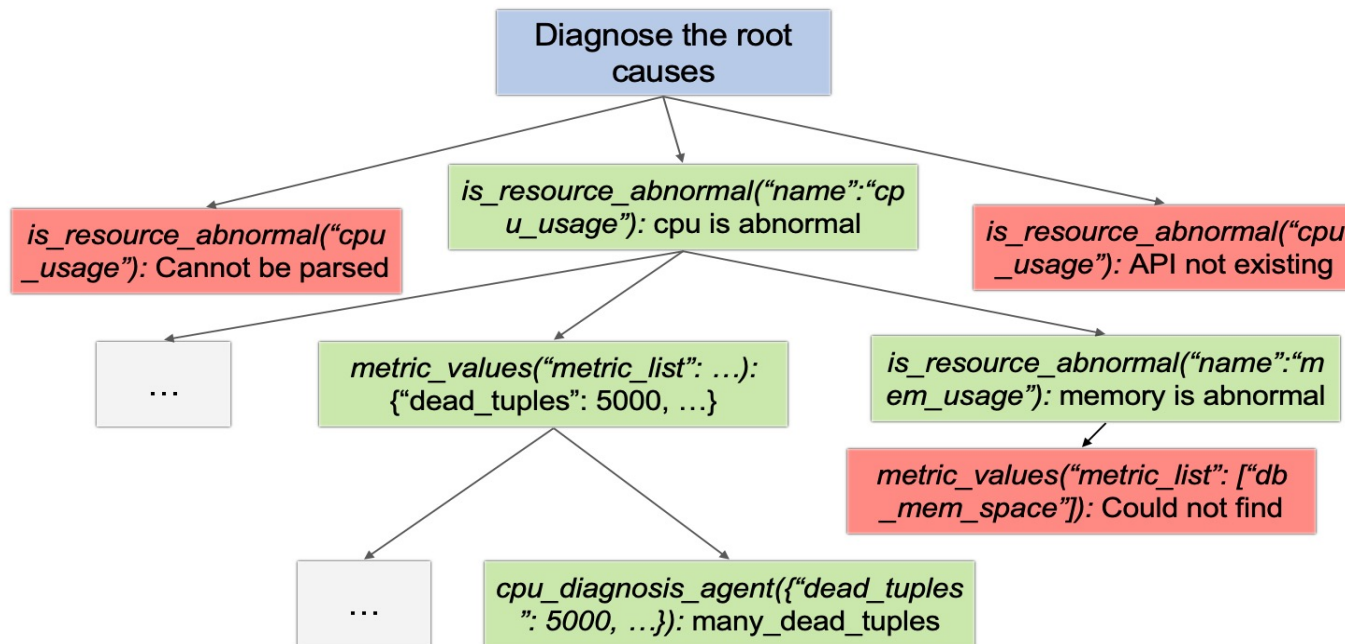 Diagnose the root
causes
is_resource_abnormal(“cpu
_usage”): Cannot be parsed
is_resource_abnormal(“name”:“cp
u_usage”): cpu is abnormal
is_resource_abnormal(“cpu
_usage”): API not existing
...
metric_values(“metric_list”: …):
{“dead_tuples”: 5000, …}
is_resource_abnormal(“name”:“m
em_usage”): memory is abnormal
metric_values(“metric_list”: [“db
_mem_space”]): Could not find
...
cpu_diagnosis_agent({“dead_tuples
”: 5000, …}): many_dead_tuples